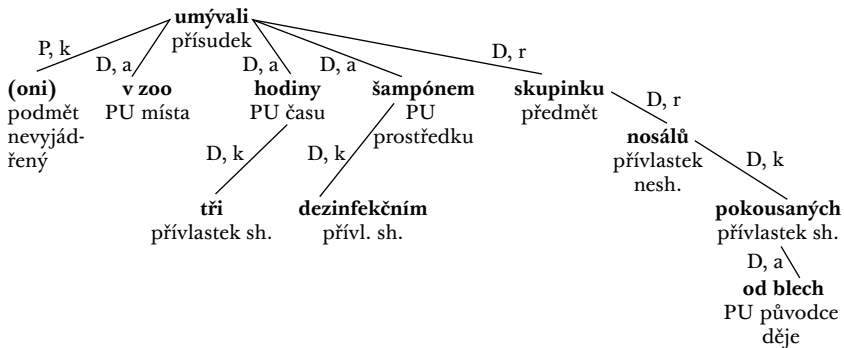 umývali
přísudek
P, k
D, a
D, a
D, a
D, r
(oni)
podmět
nevyjád-
řený
v zoo
PU místa
hodiny
PU času
šampónem
PU
prostředku
skupinku
předmět
D, r
nosálů
přívlastek
nesh.
D, k
D, k
D, k
tři
přívlastek sh.
dezinfekčním
přívl. sh.
pokousaných
přívlastek sh.
D, a
od blech
PU původce
děje